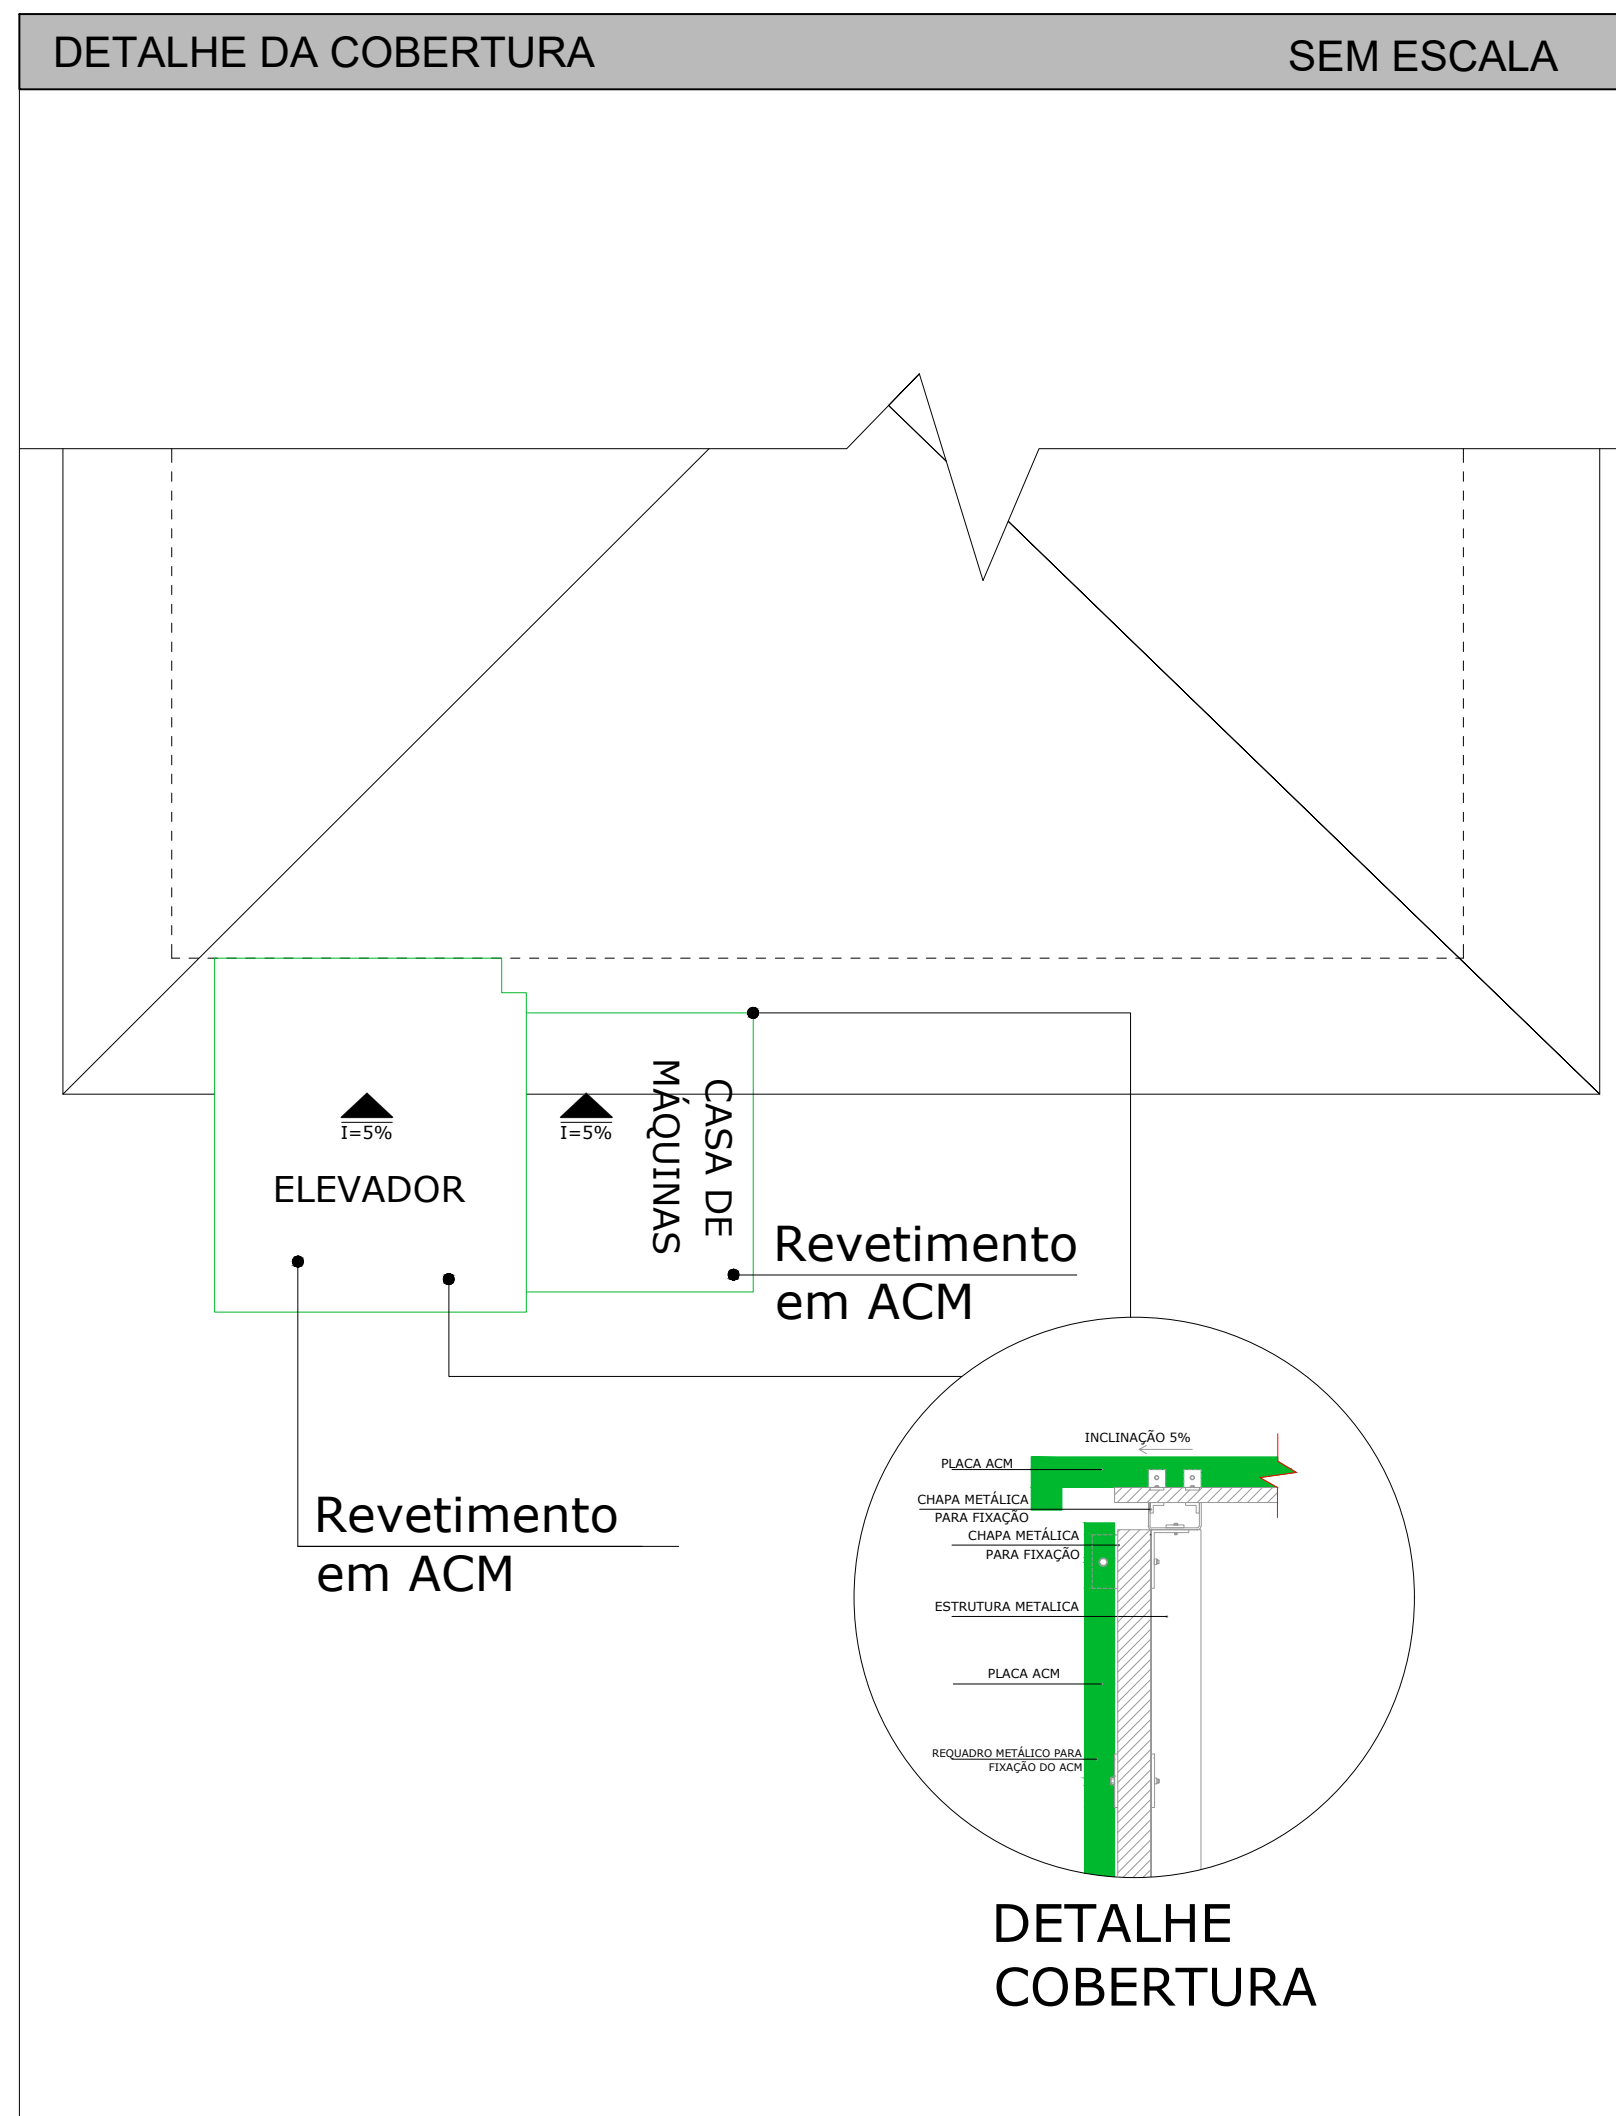 DETALHE DA COBERTURA
SEM ESCALA
I=5%
I=5%
ELEVADOR
CASA DE
MÁQUINAS
Revetimento
em ACM
Revetimento
em ACM
INCLINAÇÃO 5%
PLACA ACM
CHAPA METÁLICA
PARA FIXAÇÃO
CHAPA METÁLICA
PARA FIXAÇÃO
ESTRUTURA METALICA
PLACA ACM
REQUADRO METÁLICO PARA
FIXAÇÃO DO ACM
DETALHE
COBERTURA